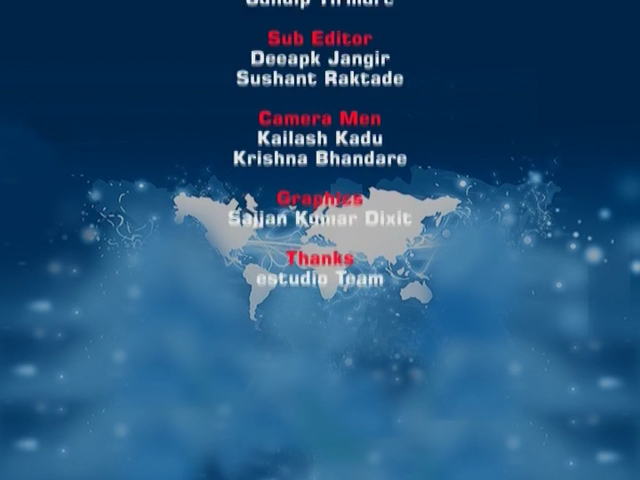 Sub Editor
Deeapk Jangir
Sushant Raktade
Camera Men
Kailash Kadu
Krishna Bhandare
Graphics
Sajjan Kumar Dixit
Thanks
estudio Team